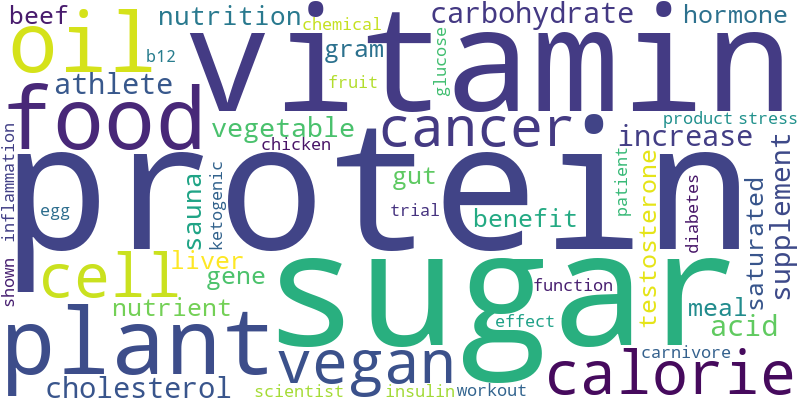 beef
nutrition
chemical
carbohydrate
hormone
oil
vitamin
b12
gram
glucose
athlete
fruit
food
protein
vegetable
cancer
product
stress
increase
chicken
inflammation
sauna
ketogenic
gut
patient
testosterone
diabetes
saturated
supplement
egg
trial
benefit
cell
liver
gene
sugar
function
shown
nutrient
effect
meal
acid
plant
vegan
carnivore
calorie
cholesterol
scientist
insulin
workout